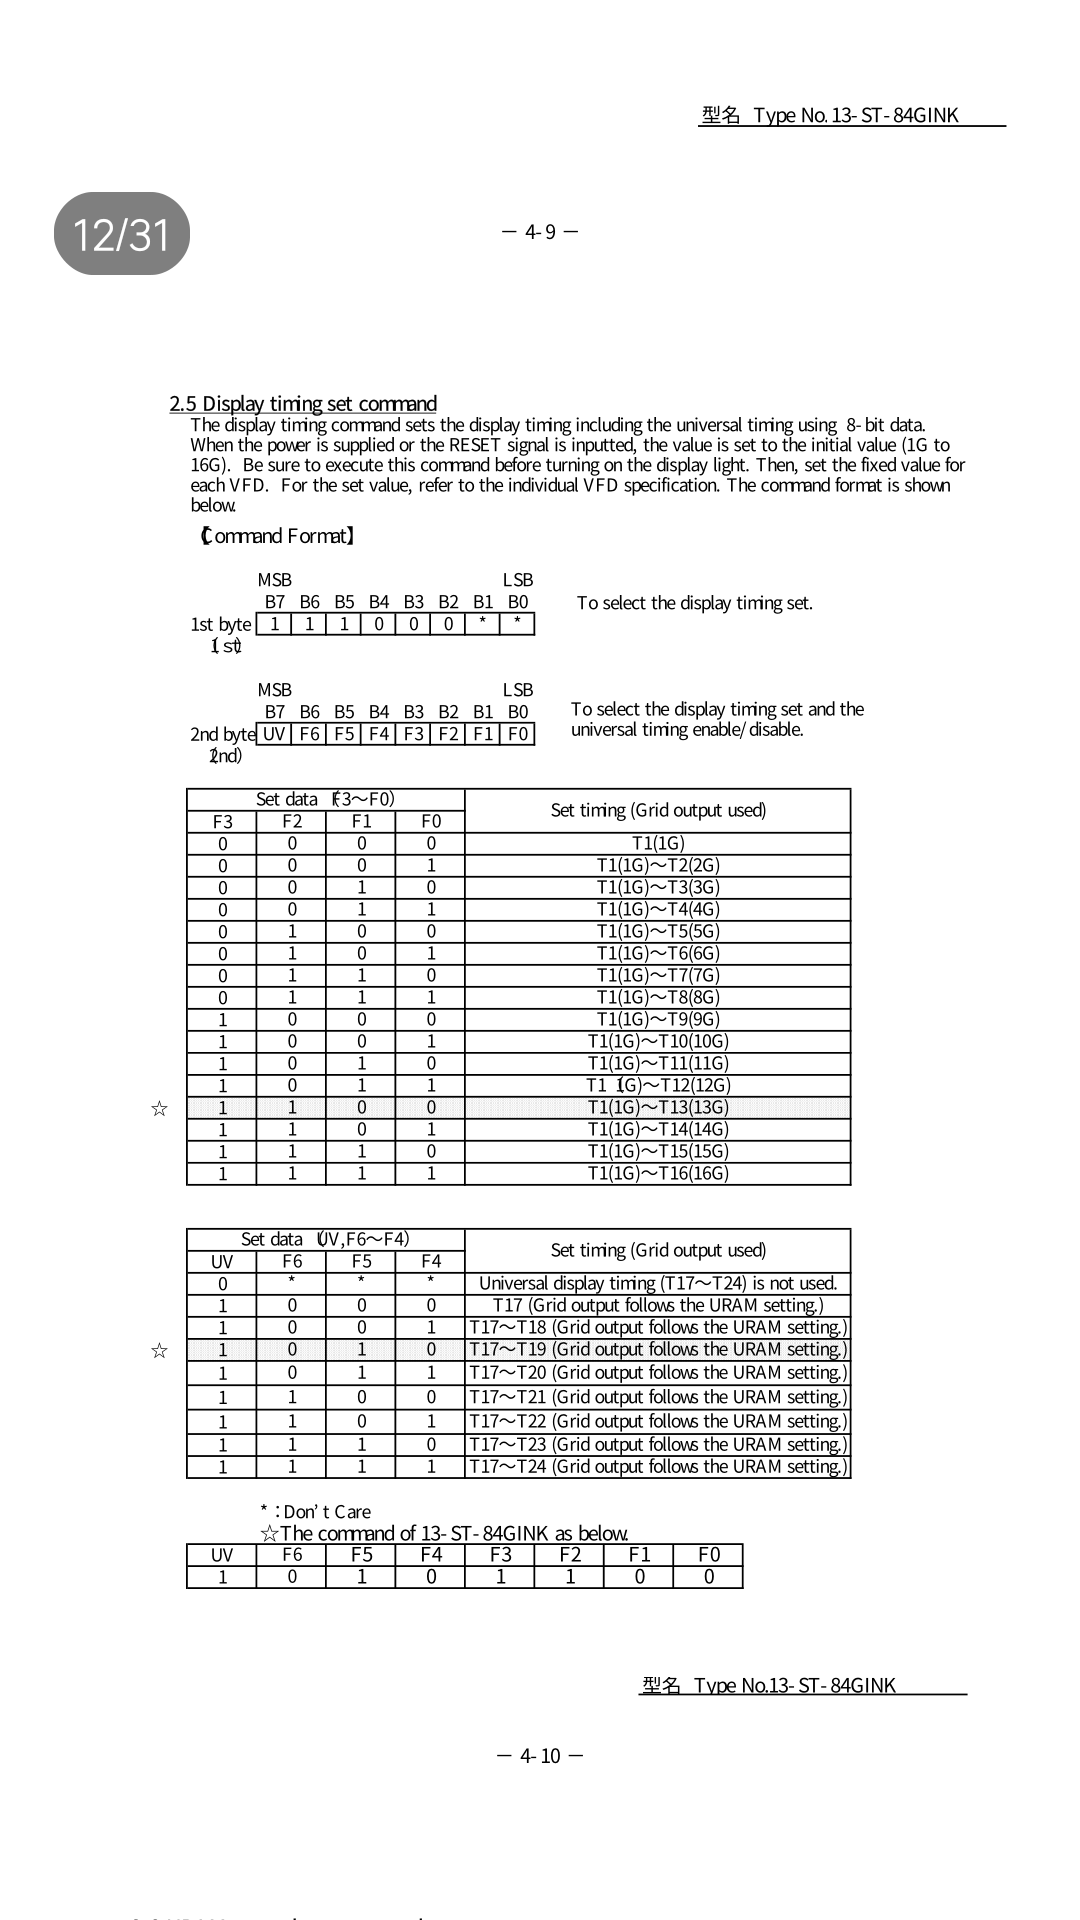 型名 Type No.13-ST-84GINK
12/31
— 4-9 —
2.5 Display timing set command
The display timing command sets the display timing including the universal timing using 8-bit data.
When the power is supplied or the RESET signal is inputted, the value is set to the initial value (1G to
16G). Be sure to execute this command before turning on the display light. Then, set the fixed value for
each VFD. For the set value, refer to the individual VFD specification. The command format is shown
below.
【Command Format】
MSB LSB
B7 B6 B5 B4 B3 B2 B1 B0 To select the display timing set.
1st byte 1 1 1 0 0 0 * *
(1st)
MSB LSB
B7 B6 B5 B4 B3 B2 B1 B0 To select the display timing set and the
2nd byte UV F6 F5 F4 F3 F2 F1 F0 universal timing enable/disable.
(2nd)
Set data (F3~F0) Set timing (Grid output used)
F3 F2 F1 F0
0 0 0 0 T1(1G)
0 0 0 1 T1(1G)~T2(2G)
0 0 1 0 T1(1G)~T3(3G)
0 0 1 1 T1(1G)~T4(4G)
0 1 0 0 T1(1G)~T5(5G)
0 1 0 1 T1(1G)~T6(6G)
0 1 1 0 T1(1G)~T7(7G)
0 1 1 1 T1(1G)~T8(8G)
1 0 0 0 T1(1G)~T9(9G)
1 0 0 1 T1(1G)~T10(10G)
1 0 1 0 T1(1G)~T11(11G)
1 0 1 1 T1(1G)~T12(12G)
☆ 1 1 0 0 T1(1G)~T13(13G)
1 1 0 1 T1(1G)~T14(14G)
1 1 1 0 T1(1G)~T15(15G)
1 1 1 1 T1(1G)~T16(16G)
Set data (UV,F6~F4) Set timing (Grid output used)
UV F6 F5 F4
0 * * * Universal display timing (T17~T24) is not used.
1 0 0 0 T17 (Grid output follows the URAM setting.)
1 0 0 1 T17~T18 (Grid output follows the URAM setting.)
☆ 1 0 1 0 T17~T19 (Grid output follows the URAM setting.)
1 0 1 1 T17~T20 (Grid output follows the URAM setting.)
1 1 0 0 T17~T21 (Grid output follows the URAM setting.)
1 1 0 1 T17~T22 (Grid output follows the URAM setting.)
1 1 1 0 T17~T23 (Grid output follows the URAM setting.)
1 1 1 1 T17~T24 (Grid output follows the URAM setting.)
* : Don't Care
☆The command of 13-ST-84GINK as below.
UV F6 F5 F4 F3 F2 F1 F0
1 0 1 0 1 1 0 0
型名 Type No.13-ST-84GINK
— 4-10 —